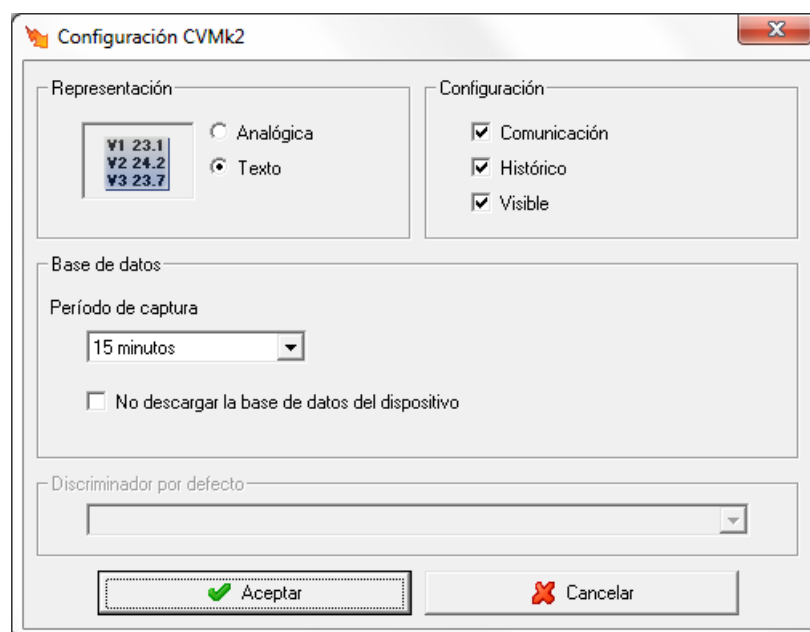 Configuración CVMk2
Representación
V1 23.1
V2 24.2
V3 23.7
Analógica
Texto
Configuración
Comunicación
Histórico
Visible
Base de datos
Período de captura
15 minutos
No descargar la base de datos del dispositivo
Discriminador por defecto
Aceptar
Cancelar